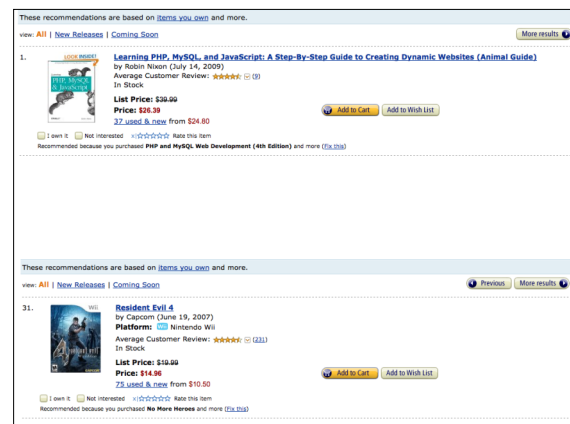 These recommendations are based on items you own and more.
view: All | New Releases | Coming Soon
More results
1.
LOOK INSIDE!
PHP, MySQL,
& JavaScript
Learning PHP, MySQL, and JavaScript: A Step-By-Step Guide to Creating Dynamic Websites (Animal Guide)
by Robin Nixon (July 14, 2009)
Average Customer Review: (9)
In Stock
List Price: $39.99
Price: $26.39
37 used & new from $24.80
Add to Cart Add to Wish List
I own it Not interested x| Rate this item
Recommended because you purchased PHP and MySQL Web Development (4th Edition) and more (Fix this)
These recommendations are based on items you own and more.
view: All | New Releases | Coming Soon
Previous More results
31.
Wii
Resident Evil 4
by Capcom (June 19, 2007)
Platform: Wii Nintendo Wii
Average Customer Review: (231)
In Stock
List Price: $19.99
Price: $14.96
75 used & new from $10.50
Add to Cart Add to Wish List
I own it Not interested x| Rate this item
Recommended because you purchased No More Heroes and more (Fix this)